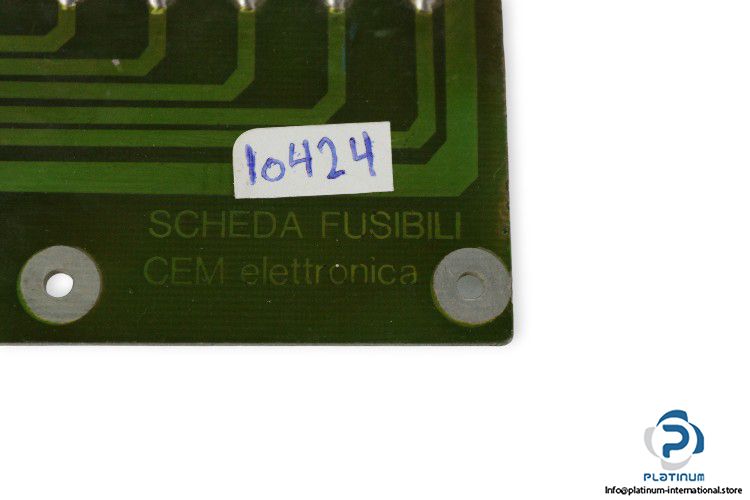 10424
SCHEDA FUSIBILI
CEM elettronica
PLATINUM
Info@platinum-international.store